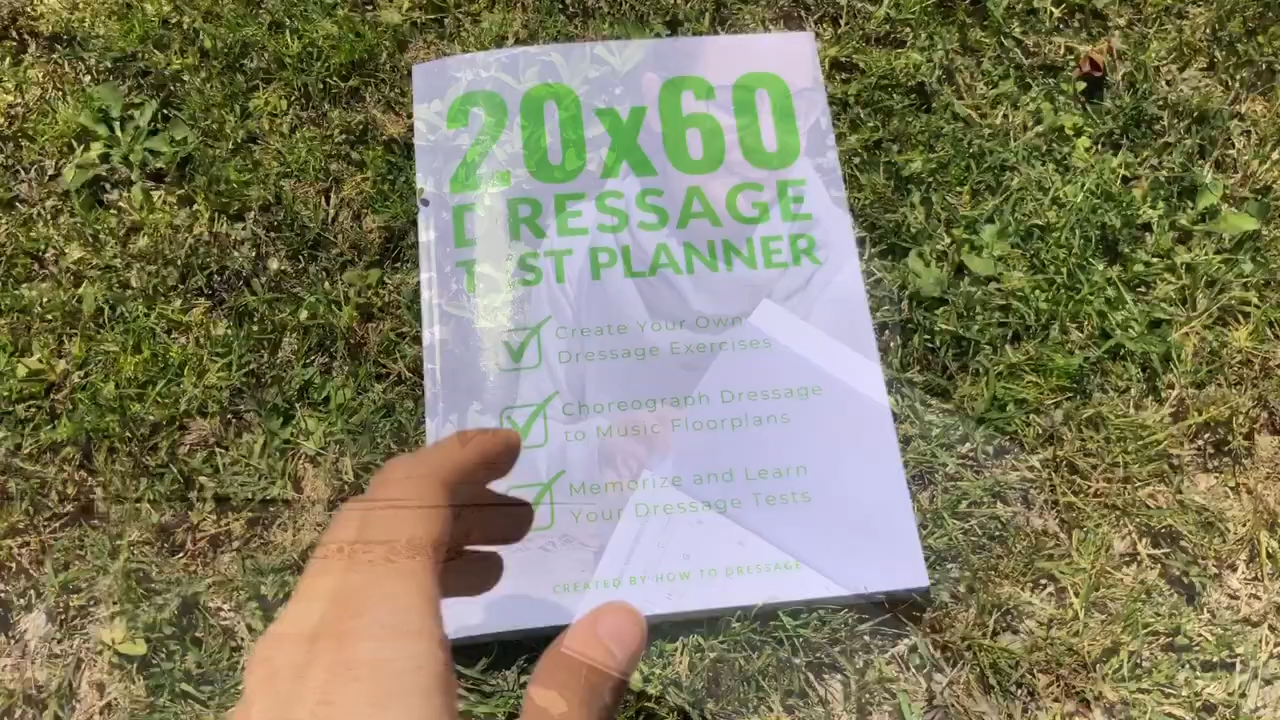 20x60
DRESSAGE
TEST PLANNER
Create Your Own
Dressage Exercises
Choreograph Dressage
to Music Floorplans
Memorize and Learn
Your Dressage Tests
CREATED BY HOW TO DRESSAGE